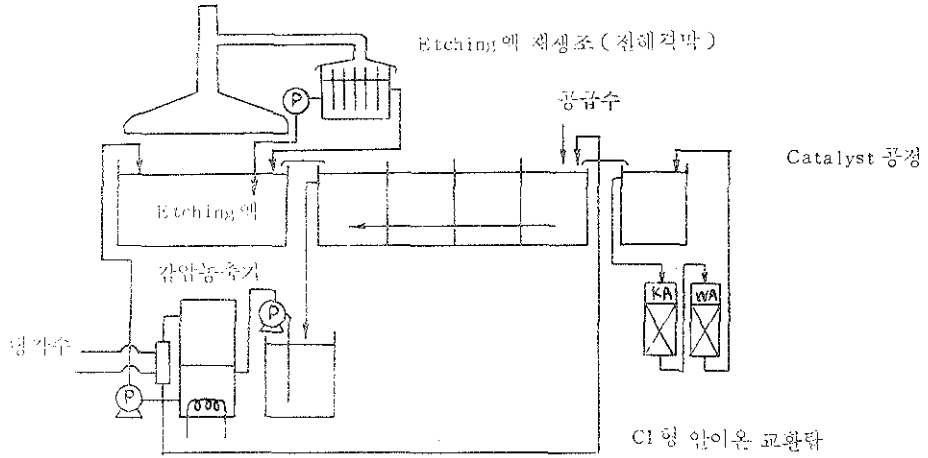 Etching액 재생조 (전해격막)
P
공급수
Catalyst 공정
Etching액
감압농축기
KA
WA
P
냉각수
P
Cl형 암이온 교환탑